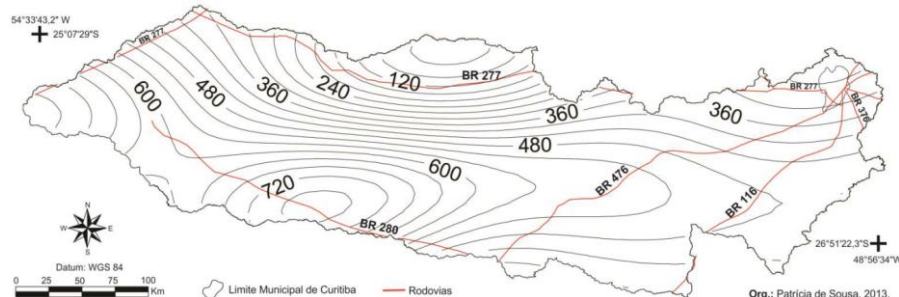 54°33'43,2" W
25°07'29"S
BR 277
600
480
360
240
120
BR 277
360
480
600
720
BR 280
BR 476
BR 116
360
BR 277
BR 376
N
W E
S
Datum: WGS 84
0 25 50 75 100
Km
Limite Municipal de Curitiba
Rodovias
26°51'22,3"S
48°56'34"W
Org.: Patrícia de Sousa, 2013.